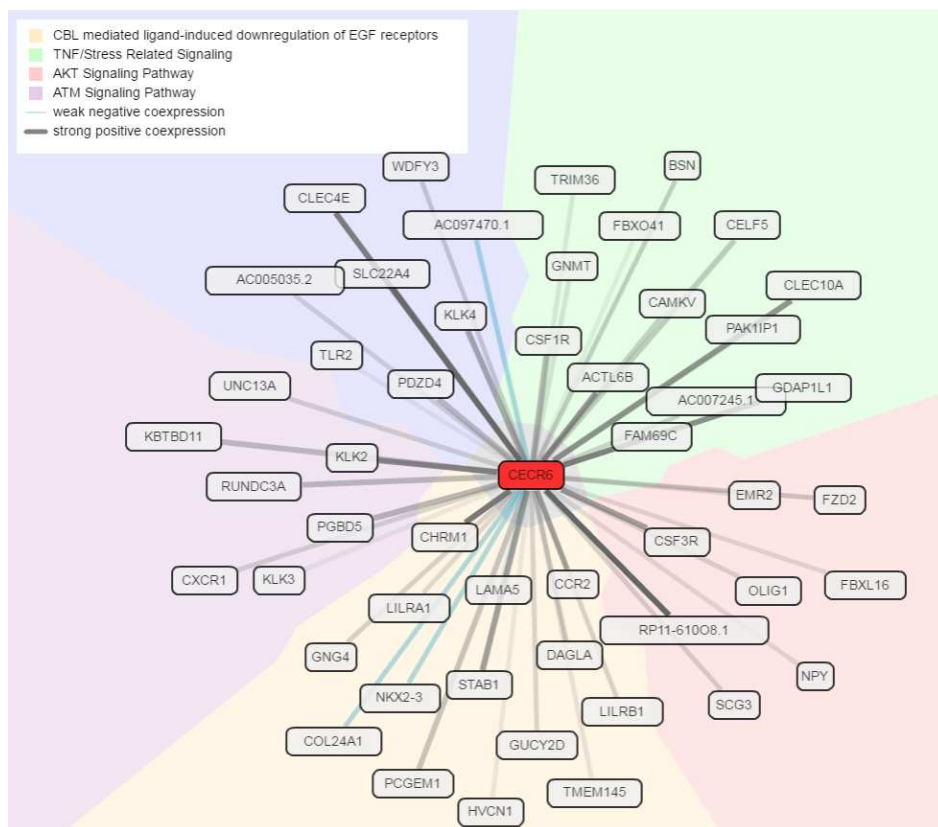 CBL mediated ligand-induced downregulation of EGF receptors
TNF/Stress Related Signaling
AKT Signaling Pathway
ATM Signaling Pathway
weak negative coexpression
strong positive coexpression
WDFY3
BSN
TRIM36
CLEC4E
AC097470.1
FBXO41
CELF5
GNMT
SLC22A4
AC005035.2
CLEC10A
CAMKV
KLK4
PAK1IP1
CSF1R
TLR2
ACTL6B
PDZD4
UNC13A
GDAP1L1
AC007245.1
KBTBD11
FAM69C
KLK2
CECR6
RUNDC3A
EMR2
FZD2
PGBD5
CHRM1
CSF3R
CXCR1
KLK3
CCR2
FBXL16
LAMA5
OLIG1
LILRA1
RP11-610O8.1
GNG4
DAGLA
NPY
STAB1
NKX2-3
SCG3
LILRB1
COL24A1
GUCY2D
PCGEM1
TMEM145
HVCN1